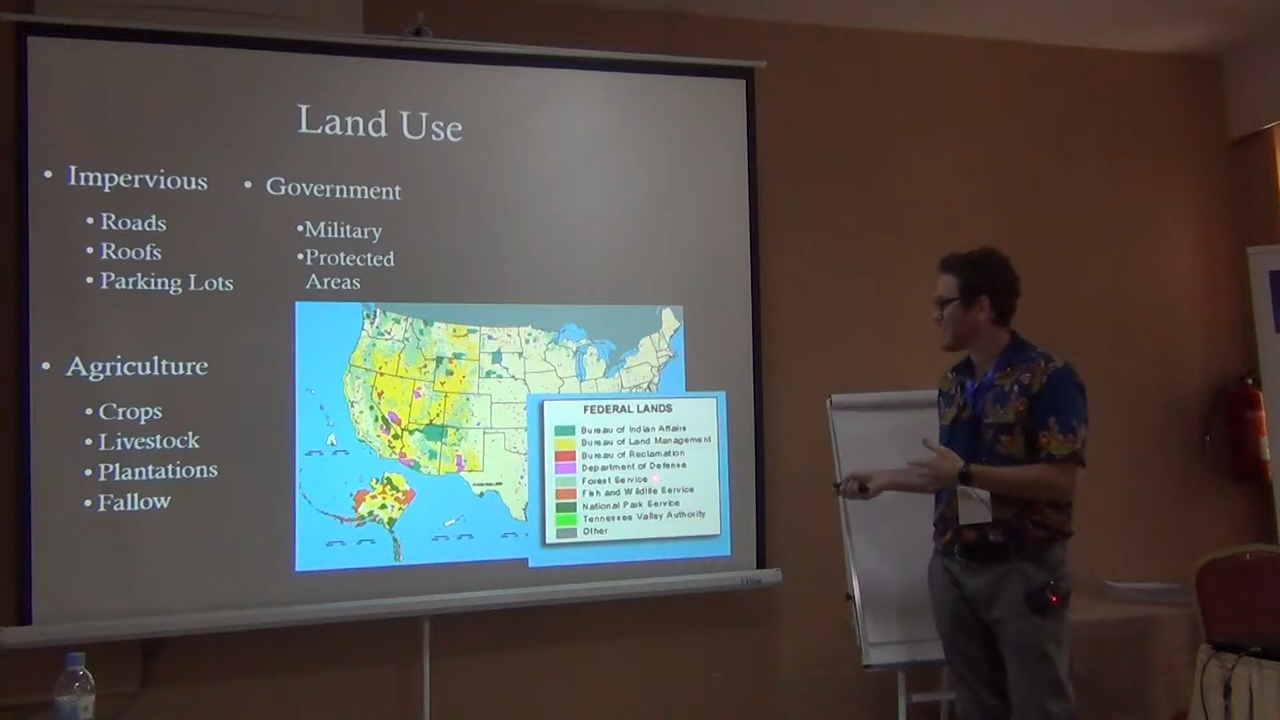 Land Use
• Impervious
• Roads
• Roofs
• Parking Lots
• Agriculture
• Crops
• Livestock
• Plantations
• Fallow
• Government
•Military
•Protected
Areas
FEDERAL LANDS
Bureau of Indian Affairs
Bureau of Land Management
Bureau of Reclamation
Department of Defense
Forest Service
Fish and Wildlife Service
National Park Service
Tennessee Valley Authority
Other